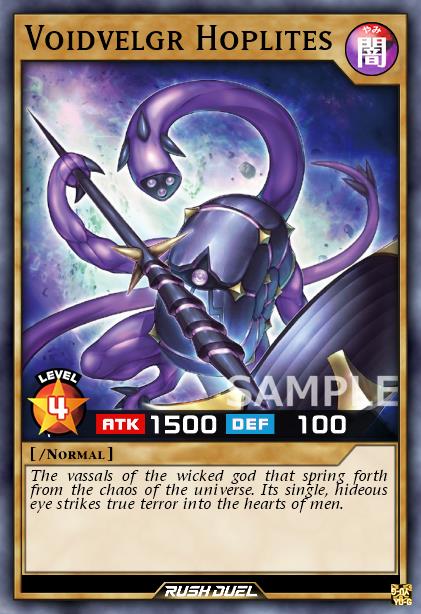 VOIDVELGR HOPLITES
やみ
闇
SAMPLE
LEVEL
4
ATK 1500 DEF 100
[/NORMAL]
The vassals of the wicked god that spring forth
from the chaos of the universe. Its single, hideous
eye strikes true terror into the hearts of men.
RUSH DUEL